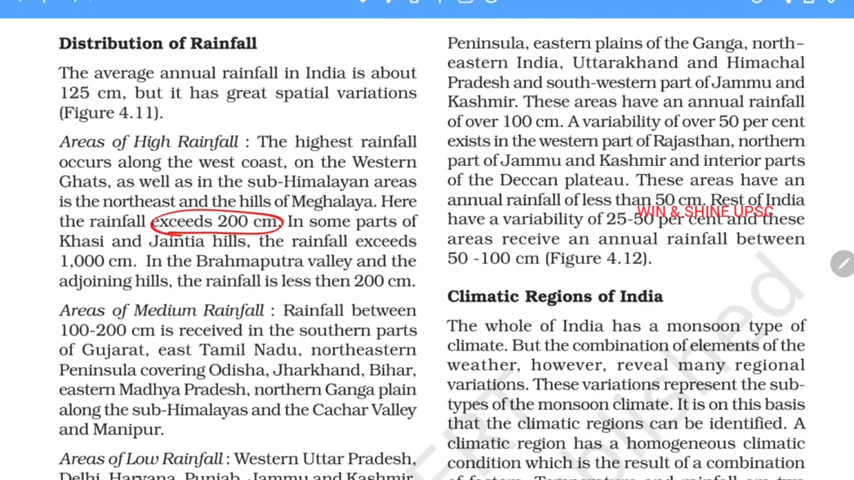 Distribution of Rainfall
The average annual rainfall in India is about
125 cm, but it has great spatial variations
(Figure 4.11).
Areas of High Rainfall : The highest rainfall
occurs along the west coast, on the Western
Ghats, as well as in the sub-Himalayan areas
is the northeast and the hills of Meghalaya. Here
the rainfall exceeds 200 cm. In some parts of
Khasi and Jaintia hills, the rainfall exceeds
1,000 cm. In the Brahmaputra valley and the
adjoining hills, the rainfall is less then 200 cm.
Areas of Medium Rainfall : Rainfall between
100-200 cm is received in the southern parts
of Gujarat, east Tamil Nadu, northeastern
Peninsula covering Odisha, Jharkhand, Bihar,
eastern Madhya Pradesh, northern Ganga plain
along the sub-Himalayas and the Cachar Valley
and Manipur.
Areas of Low Rainfall : Western Uttar Pradesh,
Delhi, Haryana, Punjab, Jammu and Kashmir,
Peninsula, eastern plains of the Ganga, north-
eastern India, Uttarakhand and Himachal
Pradesh and south-western part of Jammu and
Kashmir. These areas have an annual rainfall
of over 100 cm. A variability of over 50 per cent
exists in the western part of Rajasthan, northern
part of Jammu and Kashmir and interior parts
of the Deccan plateau. These areas have an
annual rainfall of less than 50 cm. Rest of India
WIN & SHINE UPSC
have a variability of 25-50 per cent and these
areas receive an annual rainfall between
50 -100 cm (Figure 4.12).
Climatic Regions of India
The whole of India has a monsoon type of
climate. But the combination of elements of the
weather, however, reveal many regional
variations. These variations represent the sub-
types of the monsoon climate. It is on this basis
that the climatic regions can be identified. A
climatic region has a homogeneous climatic
condition which is the result of a combination
of factors. Temperature and rainfall are two